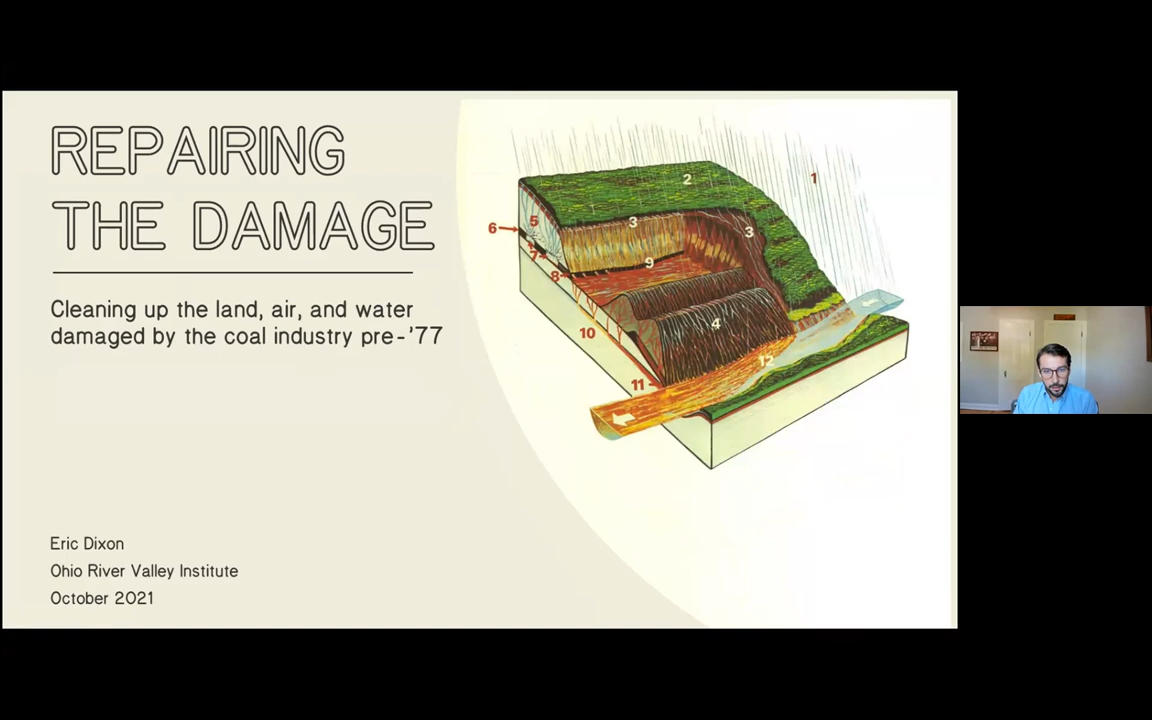 REPAIRING
THE DAMAGE
Cleaning up the land, air, and water
damaged by the coal industry pre-'77
1
2
3
3
5
6
7
8
9
4
10
11
12
Eric Dixon
Ohio River Valley Institute
October 2021